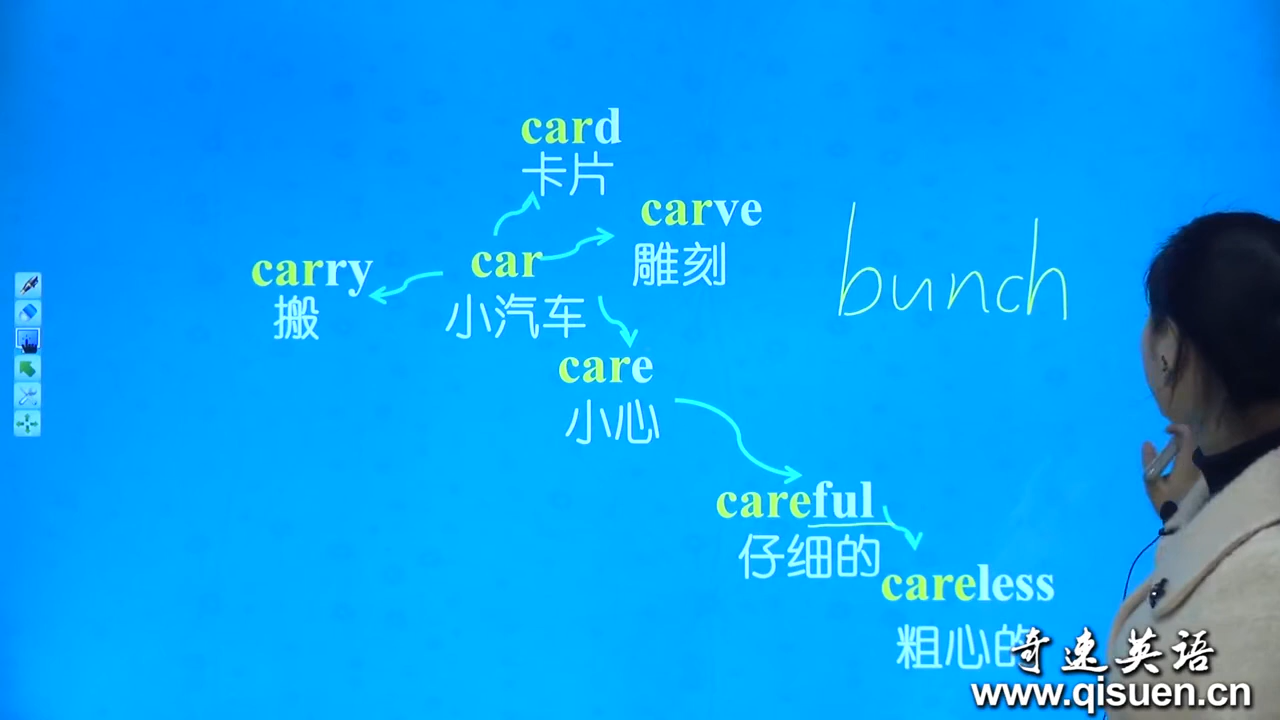 card
卡片
carve
雕刻
carry
搬
car
小汽车
care
小心
bunch
careful
仔细的
careless
粗心的
奇速英语
www.qisuen.cn